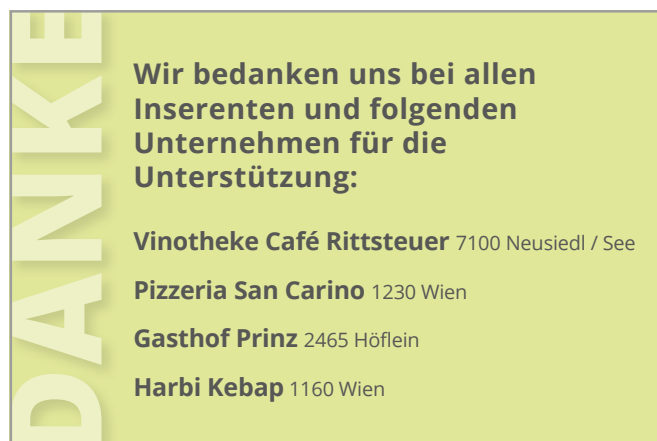 DANKE
Wir bedanken uns bei allen
Inserenten und folgenden
Unternehmen für die
Unterstützung:
Vinotheke Café Rittsteuer 7100 Neusiedl / See
Pizzeria San Carino 1230 Wien
Gasthof Prinz 2465 Höflein
Harbi Kebap 1160 Wien